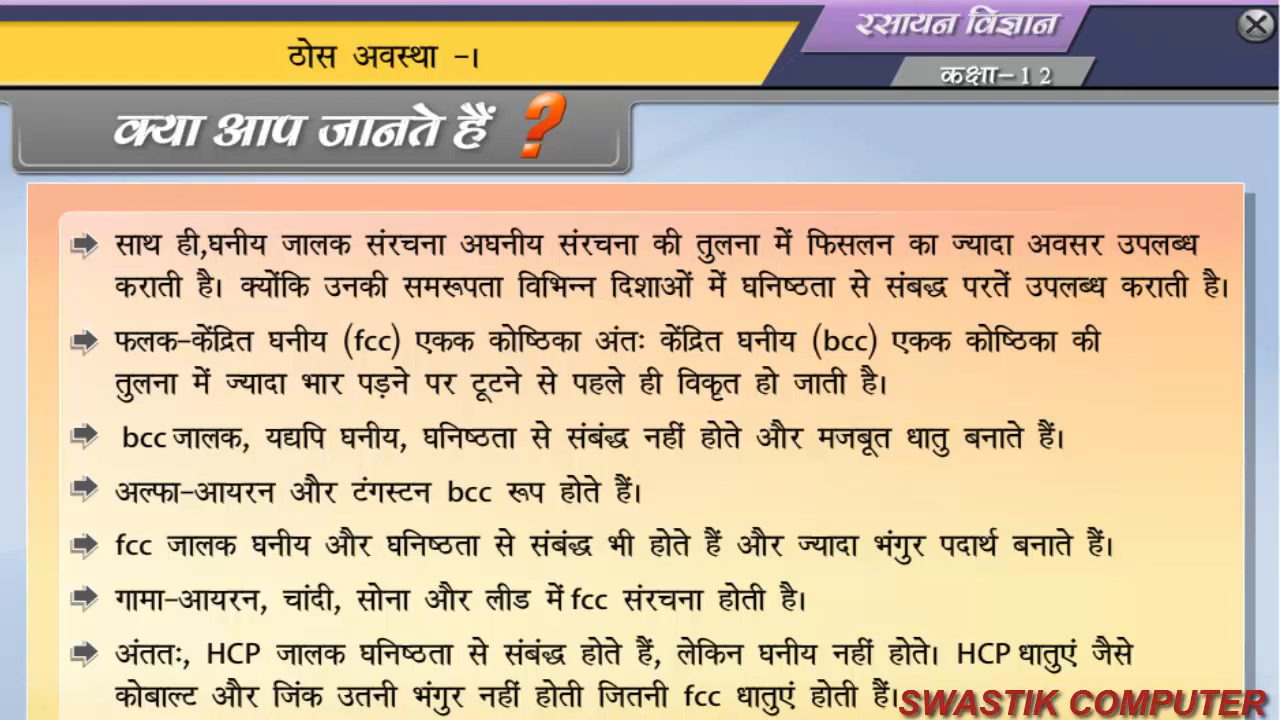 रसायन विज्ञान
ठोस अवस्था -।
कक्षा-12
क्या आप जानते हैं ?
साथ ही,घनीय जालक संरचना अघनीय संरचना की तुलना में फिसलन का ज्यादा अवसर उपलब्ध
कराती है। क्योंकि उनकी समरूपता विभिन्न दिशाओं में घनिष्ठता से संबद्ध परतें उपलब्ध कराती है।
फलक-केंद्रित घनीय (fcc) एकक कोष्ठिका अंतः केंद्रित घनीय (bcc) एकक कोष्ठिका की
तुलना में ज्यादा भार पड़ने पर टूटने से पहले ही विकृत हो जाती है।
bcc जालक, यद्यपि घनीय, घनिष्ठता से संबंद्ध नहीं होते और मजबूत धातु बनाते हैं।
अल्फा-आयरन और टंगस्टन bcc रूप होते हैं।
fcc जालक घनीय और घनिष्ठता से संबंद्ध भी होते हैं और ज्यादा भंगुर पदार्थ बनाते हैं।
गामा-आयरन, चांदी, सोना और लीड में fcc संरचना होती है।
अंततः, HCP जालक घनिष्ठता से संबंद्ध होते हैं, लेकिन घनीय नहीं होते। HCP धातुएं जैसे
कोबाल्ट और जिंक उतनी भंगुर नहीं होती जितनी fcc धातुएं होती हैं।
SWASTIK COMPUTER